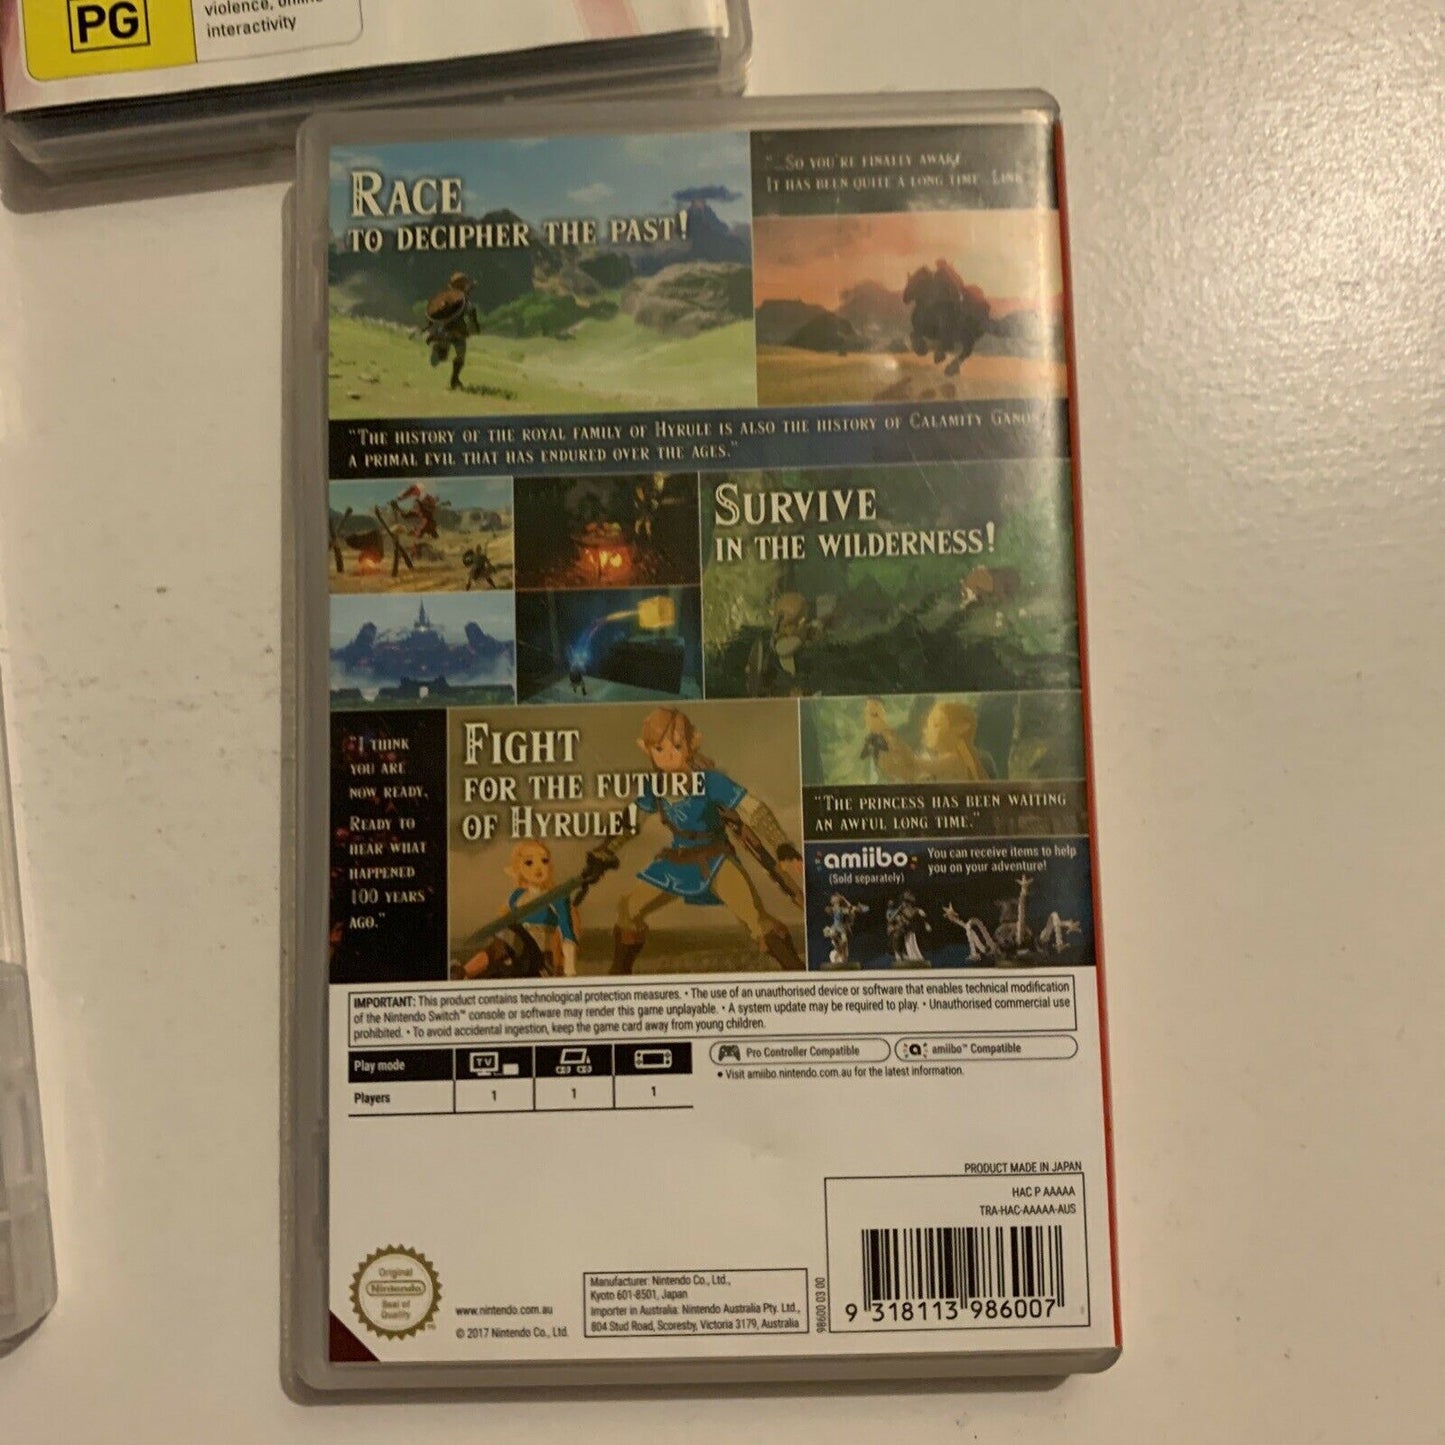 PG
violence, online
interactivity
RACE
TO DECIPHER THE PAST!
"...SO YOU'RE FINALLY AWAKE.
IT HAS BEEN QUITE A LONG TIME...LINK
"THE HISTORY OF THE ROYAL FAMILY OF HYRULE IS ALSO THE HISTORY OF CALAMITY GANON
A PRIMAL EVIL THAT HAS ENDURED OVER THE AGES."
SURVIVE
IN THE WILDERNESS!
"I THINK
YOU ARE
NOW READY,
READY TO
HEAR WHAT
HAPPENED
100 YEARS
AGO."
FIGHT
FOR THE FUTURE
OF HYRULE!
"THE PRINCESS HAS BEEN WAITING
AN AWFUL LONG TIME."
amiibo
(Sold separately)
You can receive items to help
you on your adventure!
IMPORTANT: This product contains technological protection measures. • The use of an unauthorised device or software that enables technical modification
of the Nintendo Switch™ console or software may render this game unplayable. • A system update may be required to play. • Unauthorised commercial use
prohibited. • To avoid accidental ingestion, keep the game card away from young children.
Play mode TV
Players 1 1 1
Pro Controller Compatible
amiibo™ Compatible
• Visit amiibo.nintendo.com.au for the latest information.
PRODUCT MADE IN JAPAN
HAC P AAAAA
TRA-HAC-AAAAA-AUS
9 318113 986007
98600 03 00
Original
Nintendo
Seal of
Quality
™
www.nintendo.com.au
© 2017 Nintendo Co., Ltd.
Manufacturer: Nintendo Co., Ltd.,
Kyoto 601-8501, Japan
Importer in Australia: Nintendo Australia Pty. Ltd.,
804 Stud Road, Scoresby, Victoria 3179, Australia